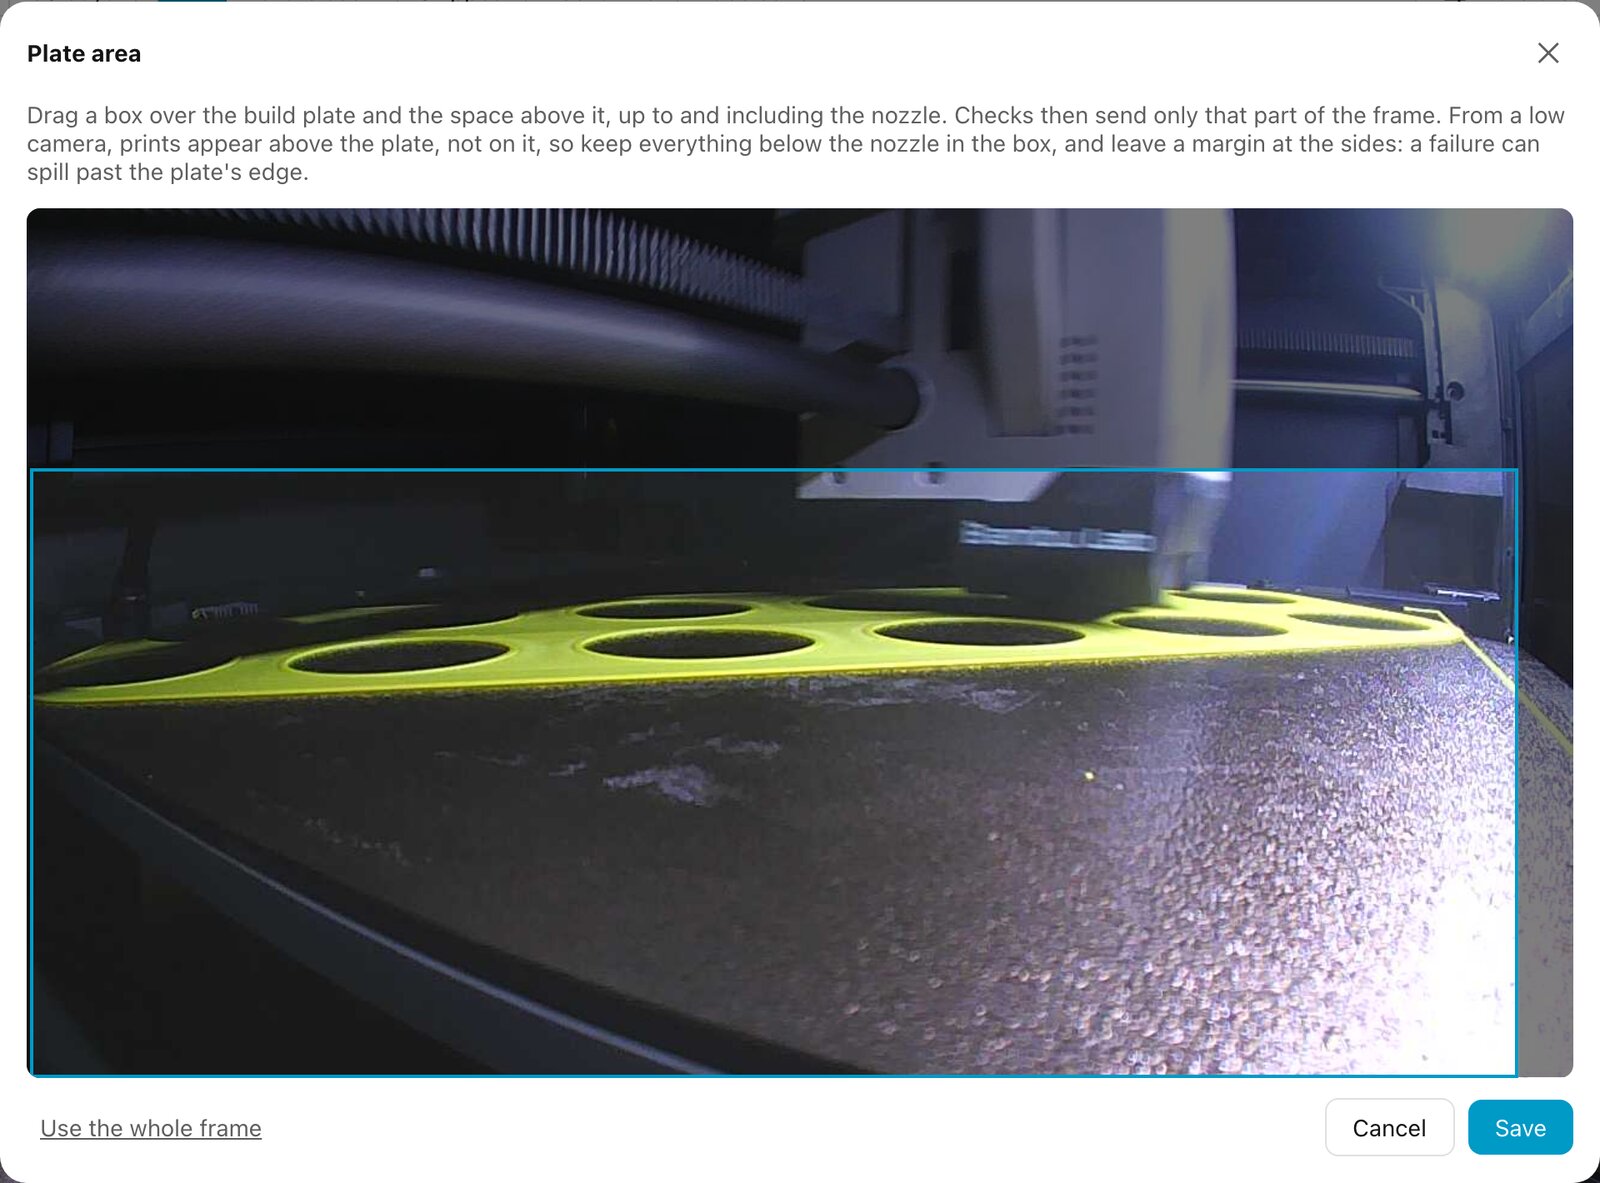 Plate area
Drag a box over the build plate and the space above it, up to and including the nozzle. Checks then send only that part of the frame. From a low
camera, prints appear above the plate, not on it, so keep everything below the nozzle in the box, and leave a margin at the sides: a failure can
spill past the plate's edge.
Use the whole frame
Cancel
Save